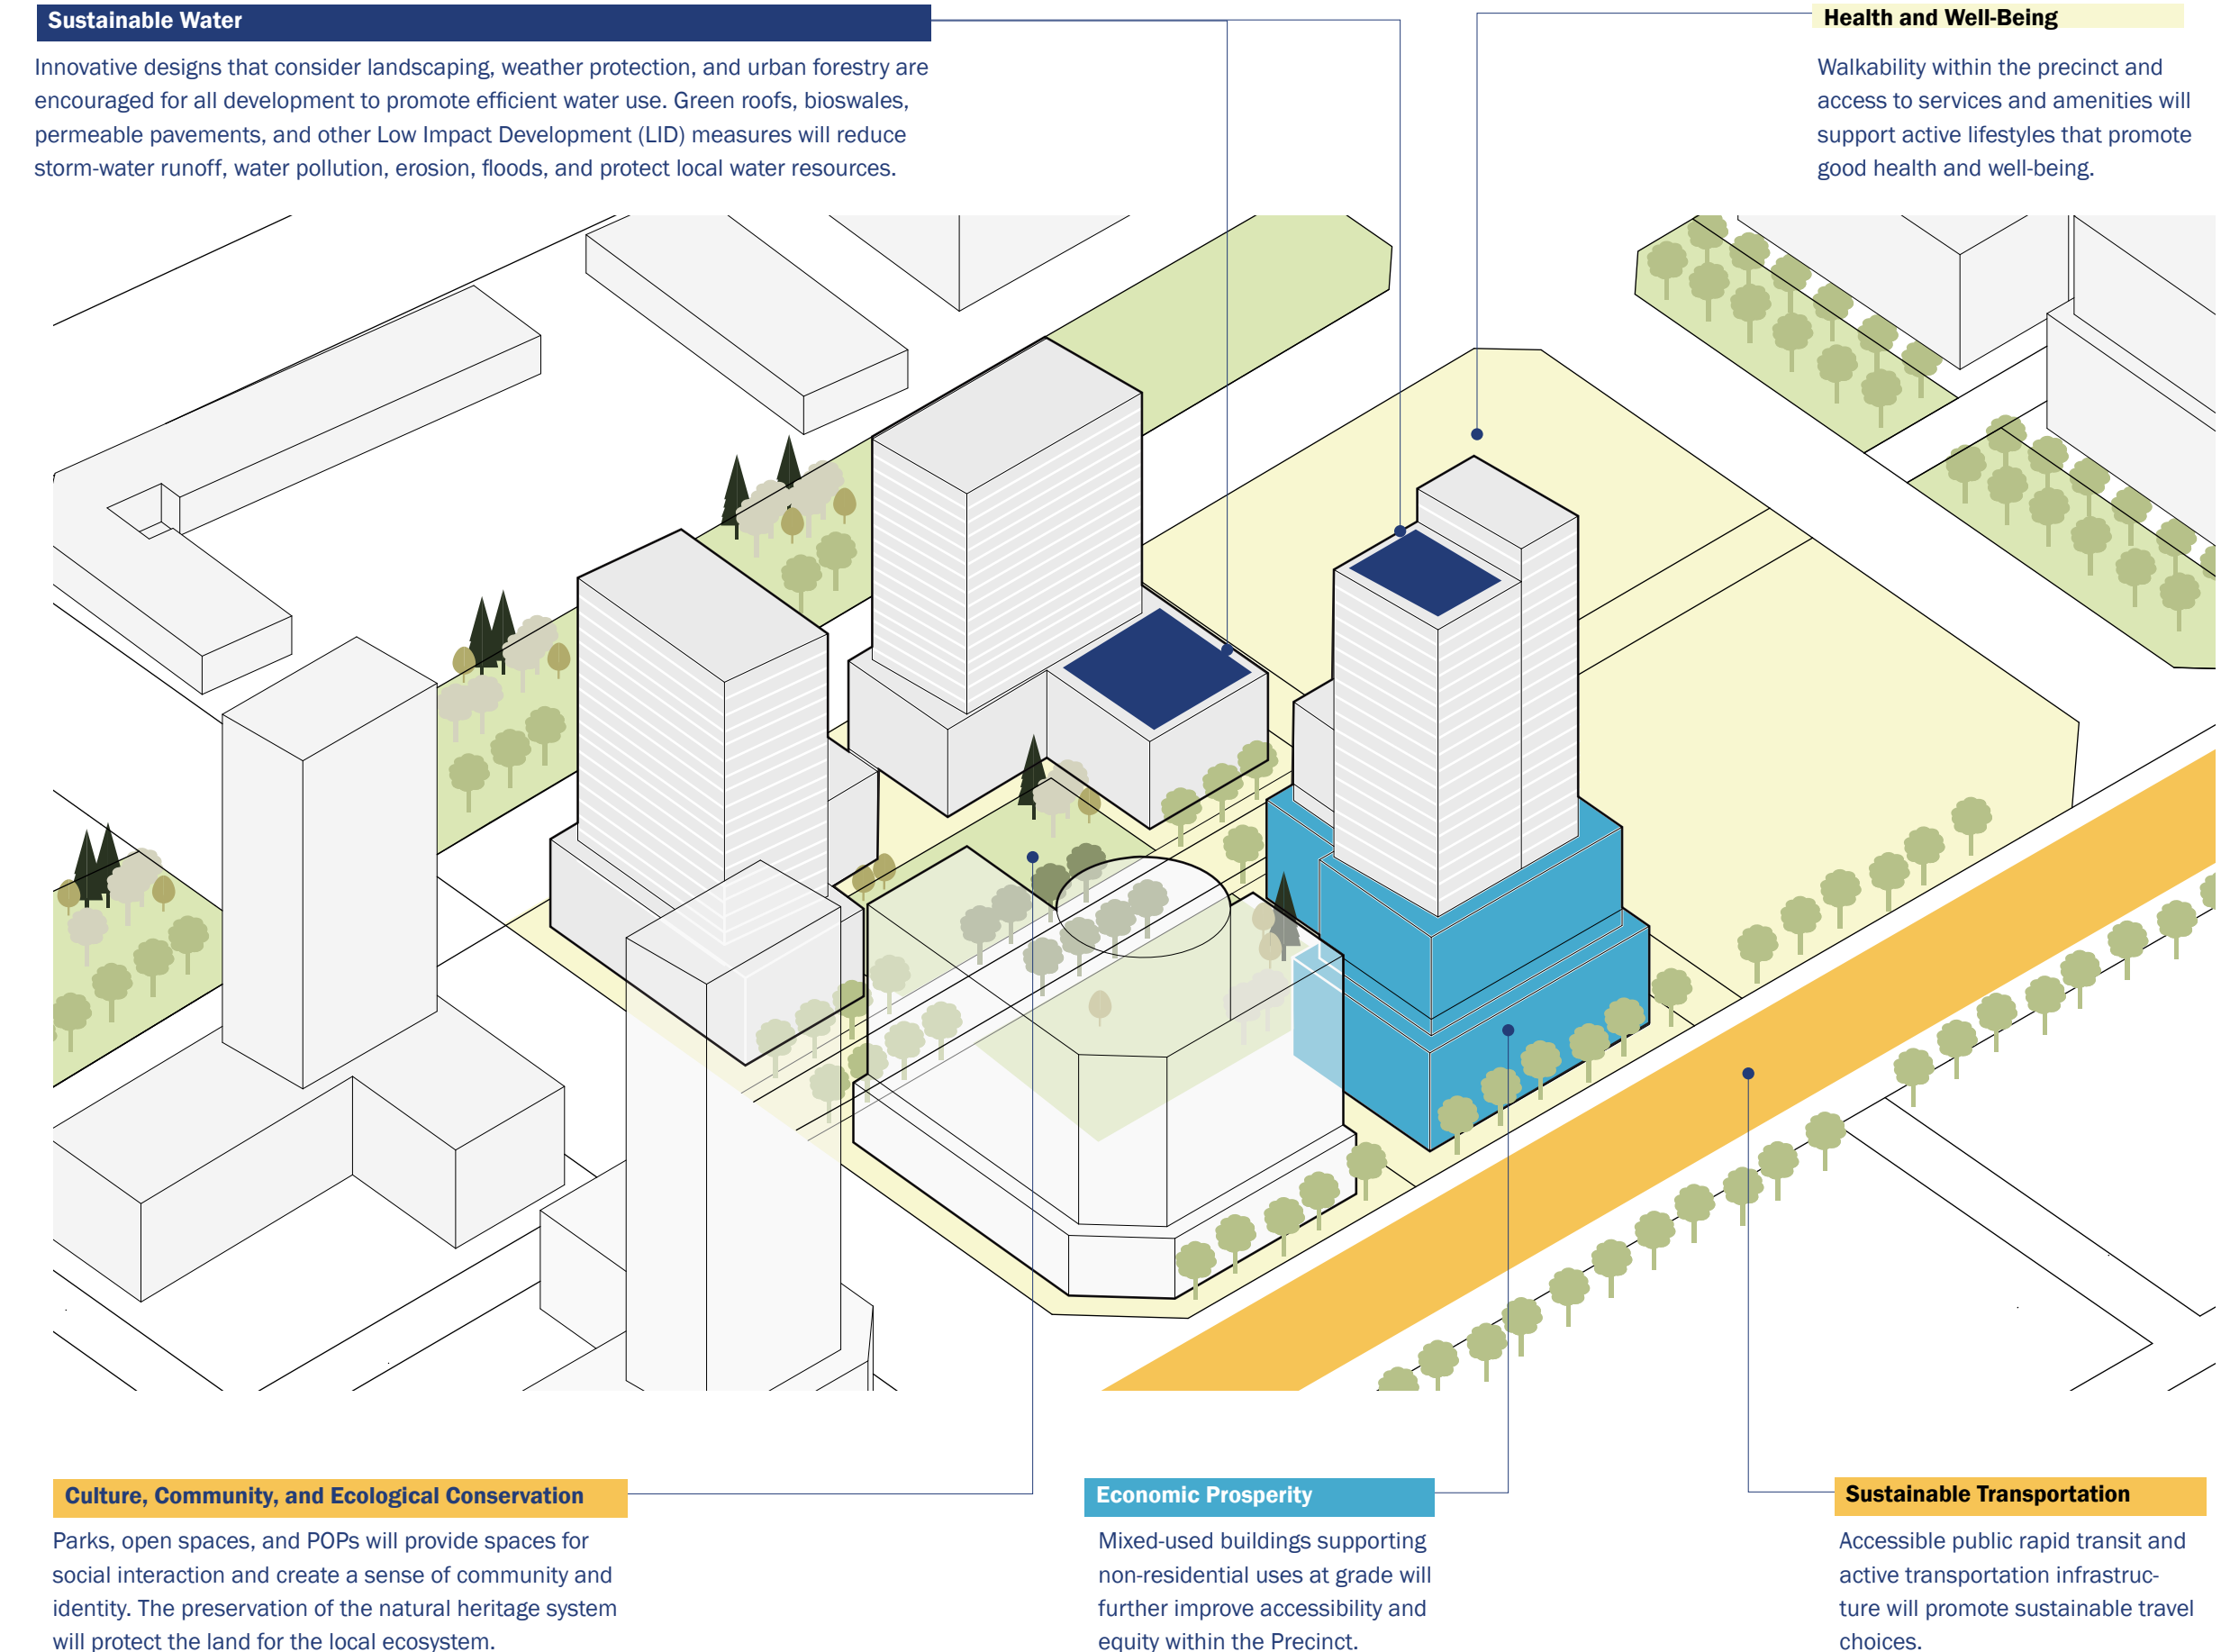 Sustainable Water
Innovative designs that consider landscaping, weather protection, and urban forestry are
encouraged for all development to promote efficient water use. Green roofs, bioswales,
permeable pavements, and other Low Impact Development (LID) measures will reduce
storm-water runoff, water pollution, erosion, floods, and protect local water resources.
Health and Well-Being
Walkability within the precinct and
access to services and amenities will
support active lifestyles that promote
good health and well-being.
Culture, Community, and Ecological Conservation
Parks, open spaces, and POPs will provide spaces for
social interaction and create a sense of community and
identity. The preservation of the natural heritage system
will protect the land for the local ecosystem.
Economic Prosperity
Mixed-used buildings supporting
non-residential uses at grade will
further improve accessibility and
equity within the Precinct.
Sustainable Transportation
Accessible public rapid transit and
active transportation infrastruc-
ture will promote sustainable travel
choices.